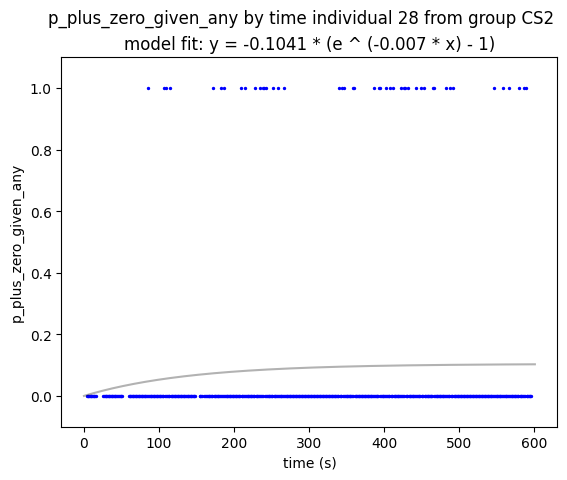 p_plus_zero_given_any by time individual 28 from group CS2
model fit: y = -0.1041 * (e ^ (-0.007 * x) - 1)
1.0
0.8
0.6
0.4
0.2
0.0
p_plus_zero_given_any
0 100 200 300 400 500 600
time (s)